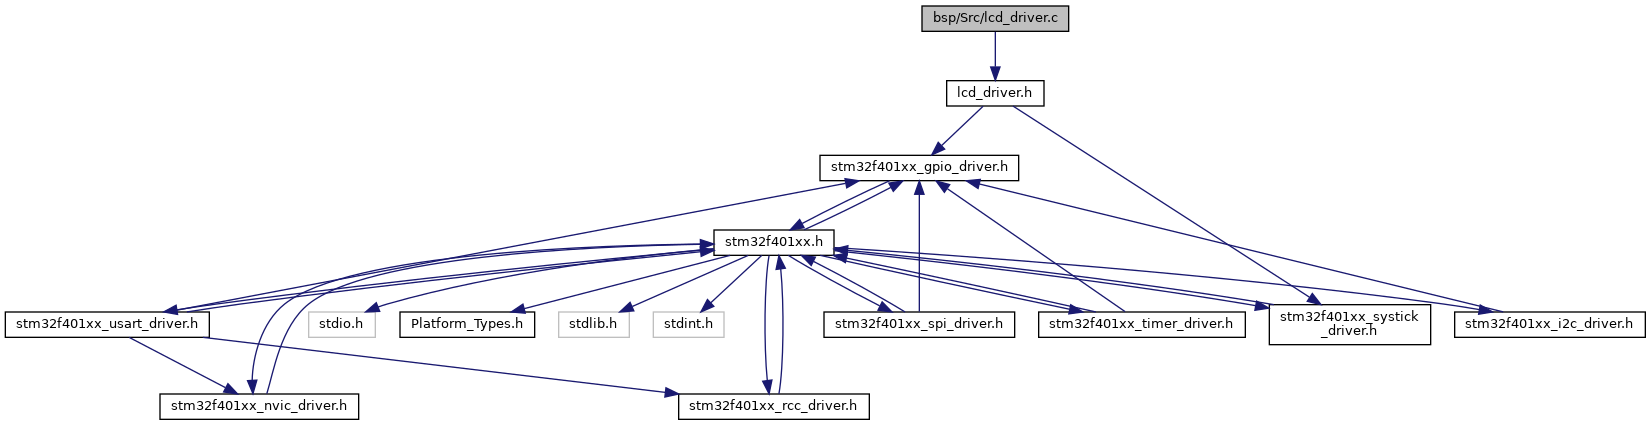 bsp/Src/lcd_driver.c
lcd_driver.h
stm32f401xx_gpio_driver.h
stm32f401xx.h
stm32f401xx_usart_driver.h
stdio.h
Platform_Types.h
stdlib.h
stdint.h
stm32f401xx_spi_driver.h
stm32f401xx_timer_driver.h
stm32f401xx_systick
_driver.h
stm32f401xx_i2c_driver.h
stm32f401xx_nvic_driver.h
stm32f401xx_rcc_driver.h